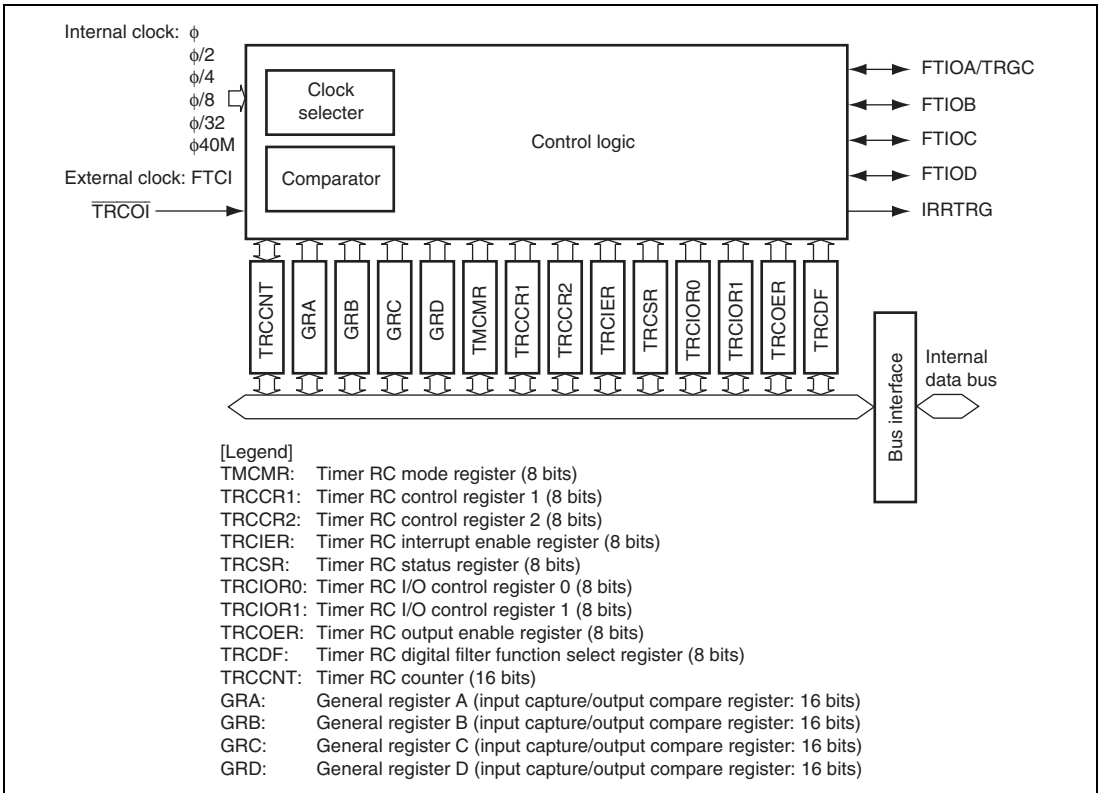 Internal clock: ϕ
ϕ/2
ϕ/4
ϕ/8
ϕ/32
ϕ40M
External clock: FTCI
TRCOI
Clock
selecter
Comparator
Control logic
FTIOA/TRGC
FTIOB
FTIOC
FTIOD
IRRTRG
TRCCNT
GRA
GRB
GRC
GRD
TMCMR
TRCCR1
TRCCR2
TRCIER
TRCSR
TRCIOR0
TRCIOR1
TRCOER
TRCDF
Bus interface
Internal
data bus
[Legend]
TMCMR: Timer RC mode register (8 bits)
TRCCR1: Timer RC control register 1 (8 bits)
TRCCR2: Timer RC control register 2 (8 bits)
TRCIER: Timer RC interrupt enable register (8 bits)
TRCSR: Timer RC status register (8 bits)
TRCIOR0: Timer RC I/O control register 0 (8 bits)
TRCIOR1: Timer RC I/O control register 1 (8 bits)
TRCOER: Timer RC output enable register (8 bits)
TRCDF: Timer RC digital filter function select register (8 bits)
TRCCNT: Timer RC counter (16 bits)
GRA: General register A (input capture/output compare register: 16 bits)
GRB: General register B (input capture/output compare register: 16 bits)
GRC: General register C (input capture/output compare register: 16 bits)
GRD: General register D (input capture/output compare register: 16 bits)